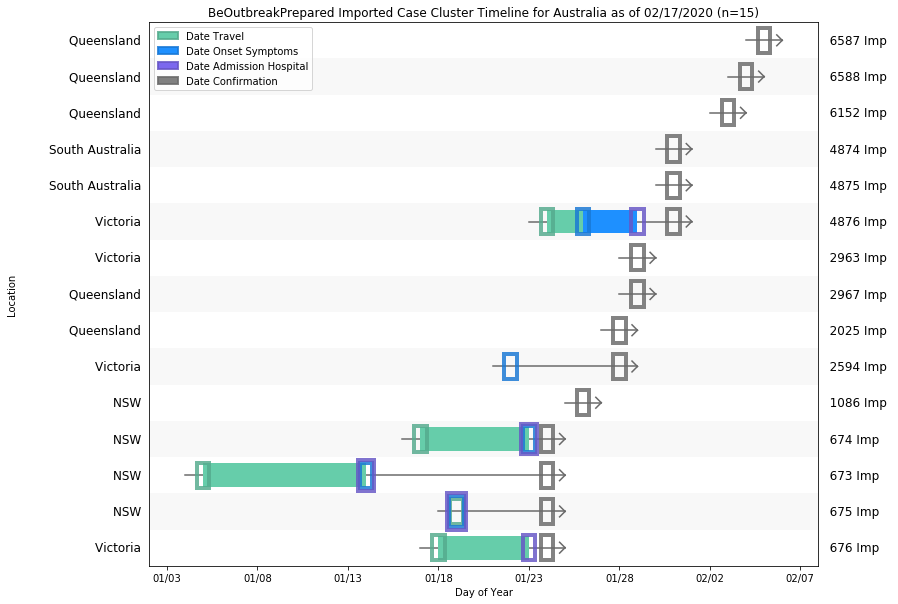 BeOutbreakPrepared Imported Case Cluster Timeline for Australia as of 02/17/2020 (n=15)
Date Travel
Date Onset Symptoms
Date Admission Hospital
Date Confirmation
Queensland 6587 Imp
Queensland 6588 Imp
Queensland 6152 Imp
South Australia 4874 Imp
South Australia 4875 Imp
Victoria 4876 Imp
Victoria 2963 Imp
Queensland 2967 Imp
Queensland 2025 Imp
Victoria 2594 Imp
NSW 1086 Imp
NSW 674 Imp
NSW 673 Imp
NSW 675 Imp
Victoria 676 Imp
Location
01/03 01/08 01/13 01/18 01/23 01/28 02/02 02/07
Day of Year